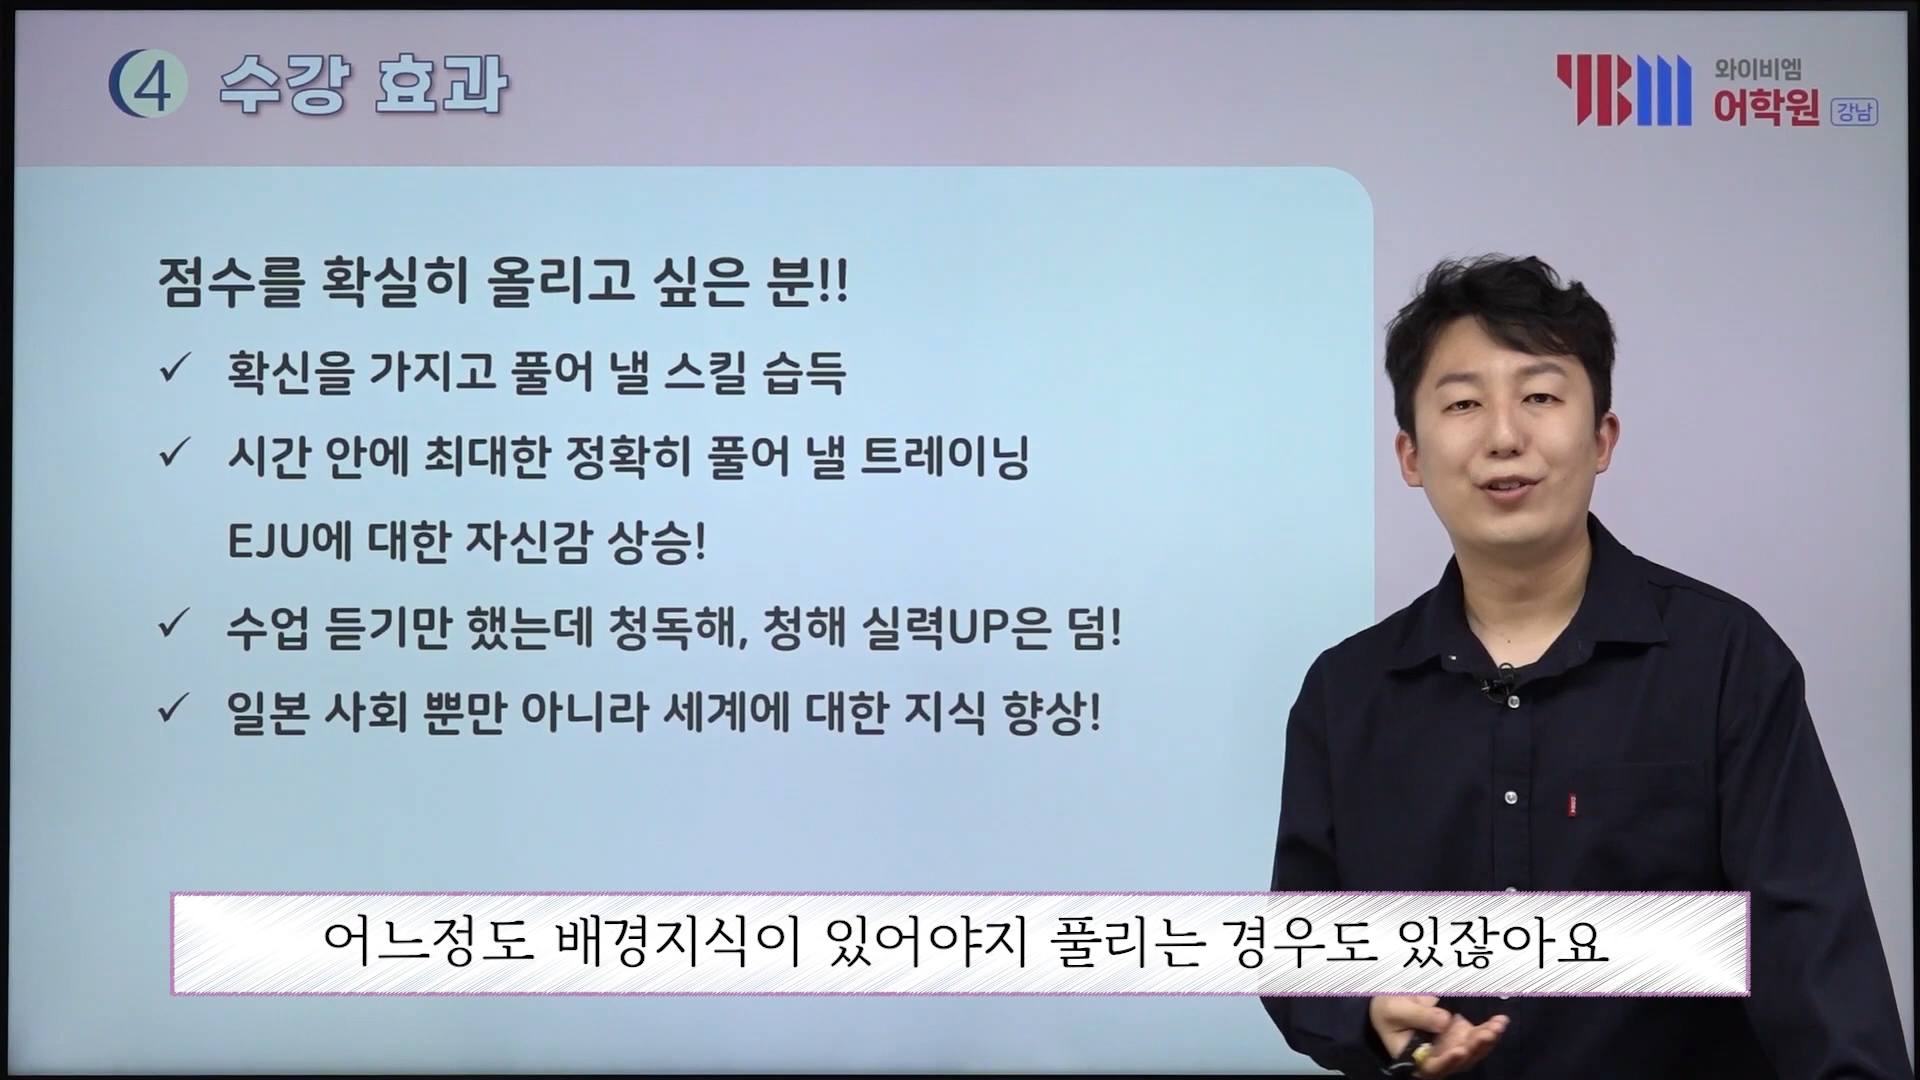 4 수강 효과
YBM 와이비엠
어학원 강남
점수를 확실히 올리고 싶은 분!!
✓ 확신을 가지고 풀어 낼 스킬 습득
✓ 시간 안에 최대한 정확히 풀어 낼 트레이닝
EJU에 대한 자신감 상승!
✓ 수업 듣기만 했는데 청독해, 청해 실력UP은 덤!
✓ 일본 사회 뿐만 아니라 세계에 대한 지식 향상!
어느정도 배경지식이 있어야지 풀리는 경우도 있잖아요